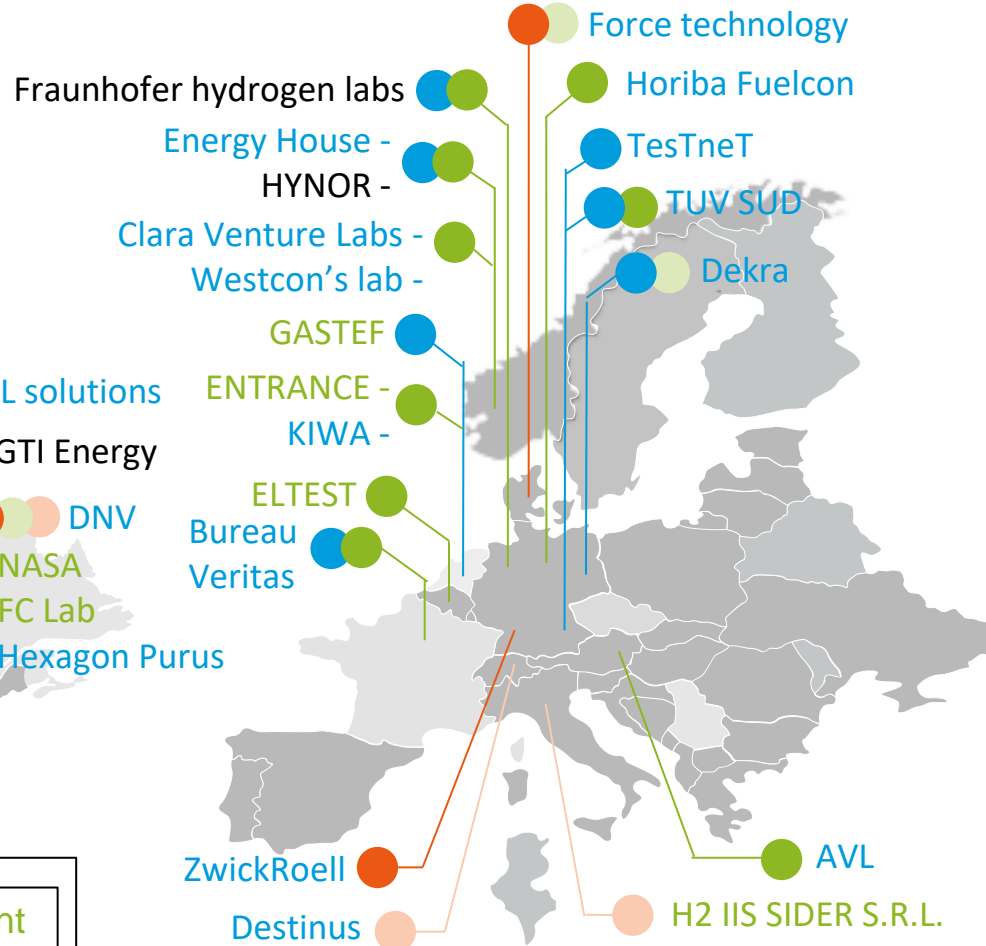 Force technology
Fraunhofer hydrogen labs
Horiba Fuelcon
Energy House -
HYNOR -
TesTneT
TUV SUD
Clara Venture Labs -
Westcon's lab -
Dekra
GASTEF
L solutions
ENTRANCE -
KIWA -
GTI Energy
ELTEST
DNV
Bureau
Veritas
NASA
FC Lab
Hexagon Purus
ZwickRoell
AVL
Destinus
H2 IIS SIDER S.R.L.
nt